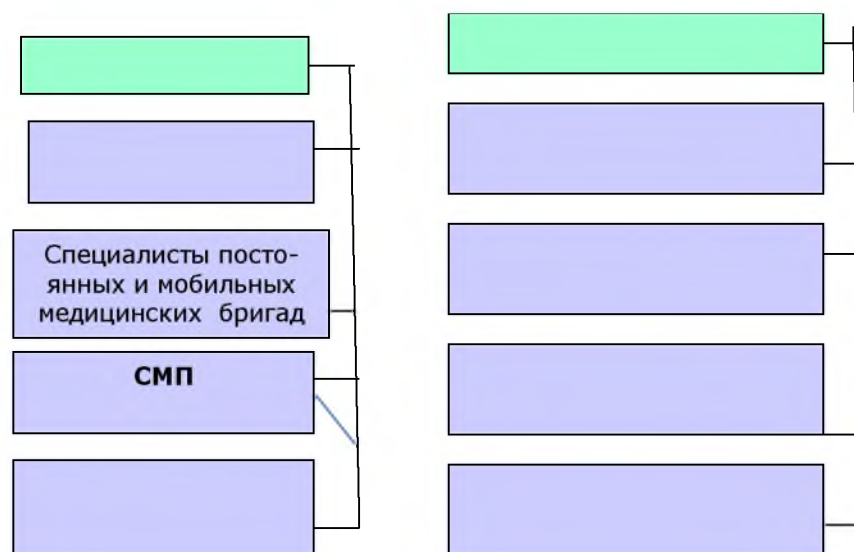 Специалисты посто-
янных и мобильных
медицинских бригад
СМП